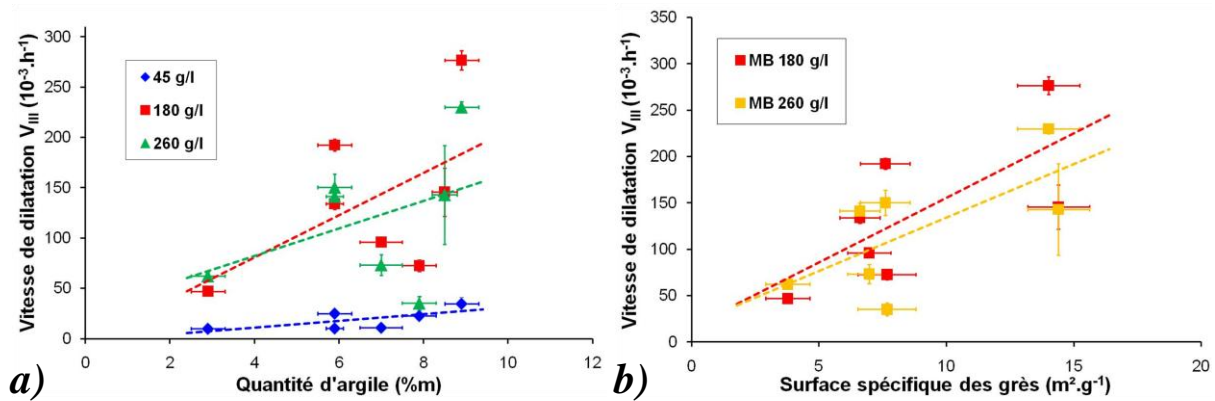 Vitesse de dilatation V_III (10⁻³.h⁻¹)
300
250
200
150
100
50
0
45 g/l
180 g/l
260 g/l
0 2 4 6 8 10 12
Quantité d'argile (%m)
a)
Vitesse de dilatation V_III (10⁻³.h⁻¹)
350
300
250
200
150
100
50
0
MB 180 g/l
MB 260 g/l
0 5 10 15 20
Surface spécifique des grès (m².g⁻¹)
b)